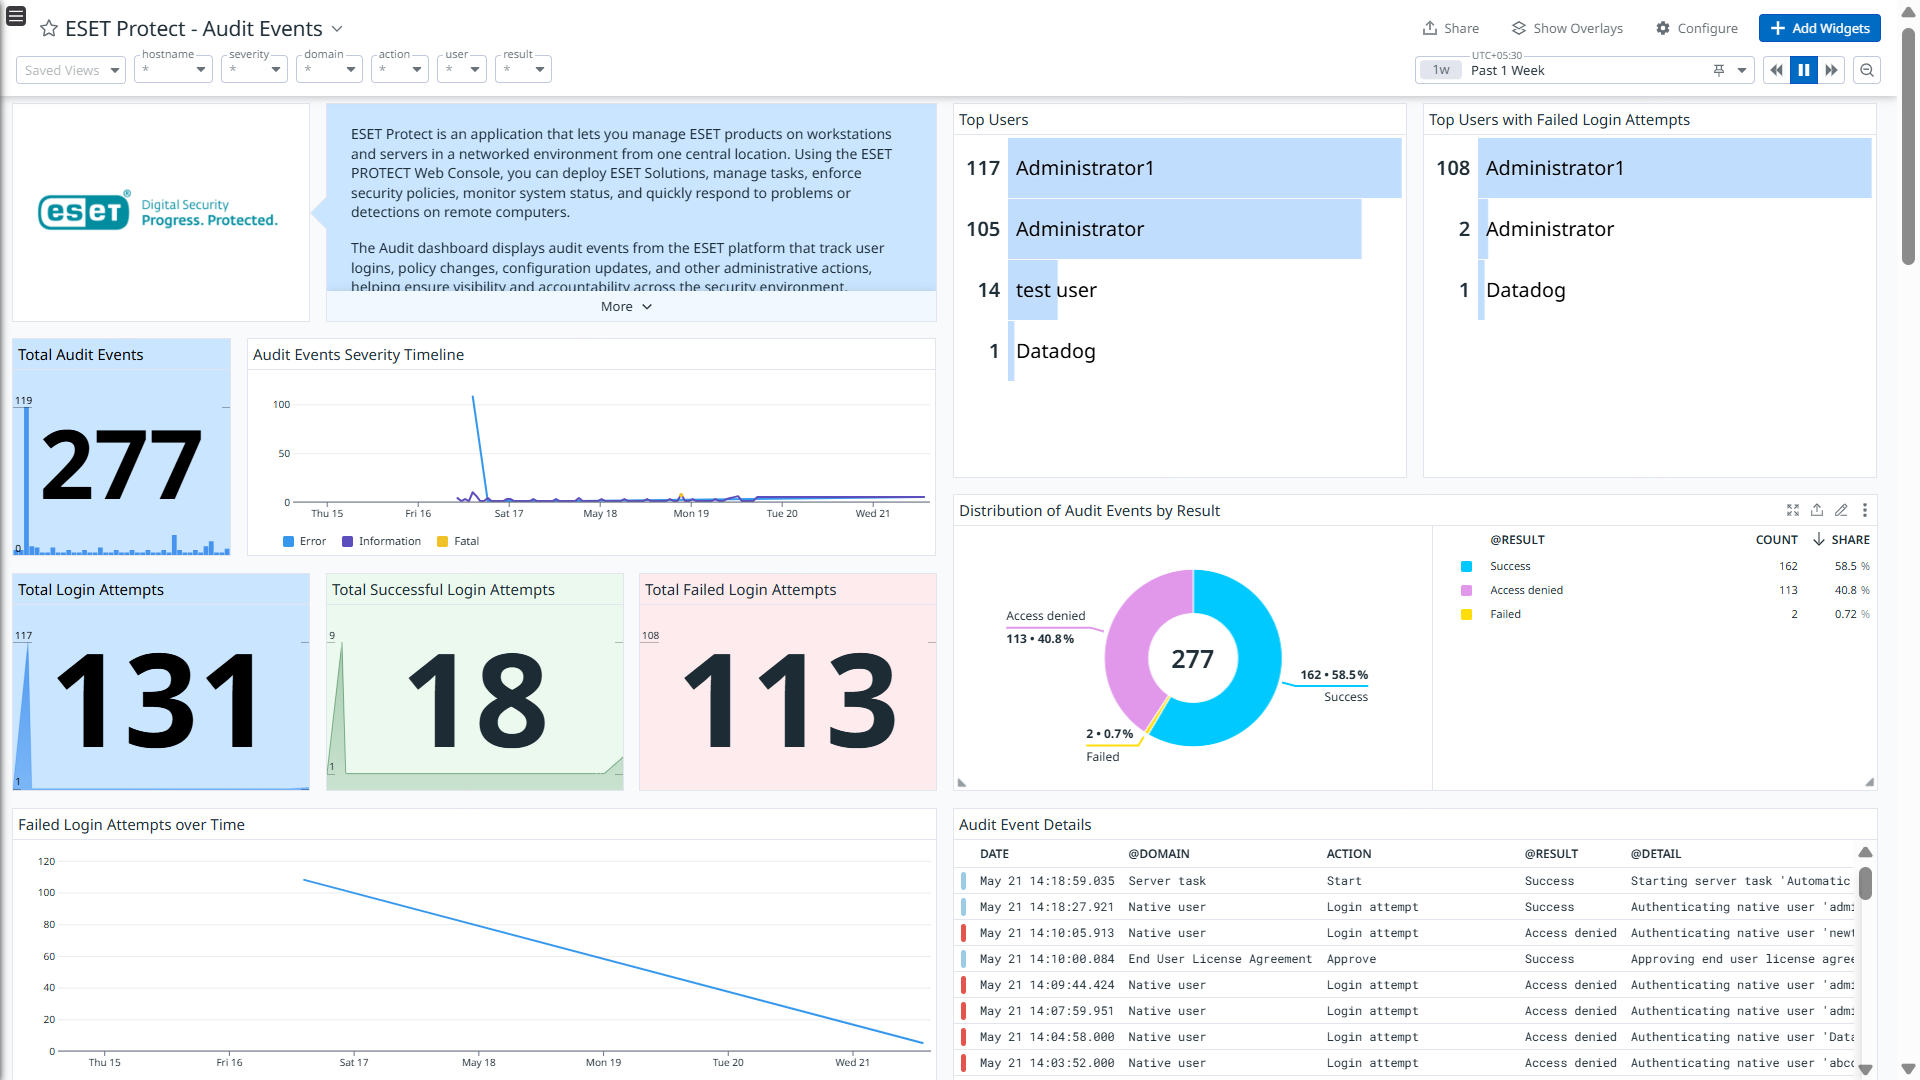 ESET Protect - Audit Events
Share
Show Overlays
Configure
Add Widgets
Saved Views
hostname
*
severity
*
domain
*
action
*
user
*
result
*
UTC+05:30
1w
Past 1 Week
eseT
®
Digital Security
Progress. Protected.
ESET Protect is an application that lets you manage ESET products on workstations
and servers in a networked environment from one central location. Using the ESET
PROTECT Web Console, you can deploy ESET Solutions, manage tasks, enforce
security policies, monitor system status, and quickly respond to problems or
detections on remote computers.
The Audit dashboard displays audit events from the ESET platform that track user
logins, policy changes, configuration updates, and other administrative actions,
helping ensure visibility and accountability across the security environment.
More
Top Users
117 Administrator1
105 Administrator
14 test user
1 Datadog
Top Users with Failed Login Attempts
108 Administrator1
2 Administrator
1 Datadog
Total Audit Events
119
277
0
Audit Events Severity Timeline
100
50
0
Thu 15 Fri 16 Sat 17 May 18 Mon 19 Tue 20 Wed 21
Error Information Fatal
Total Login Attempts
117
131
1
Total Successful Login Attempts
9
18
1
Total Failed Login Attempts
108
113
Distribution of Audit Events by Result
Access denied
113 • 40.8%
277
162 • 58.5%
Success
2 • 0.7%
Failed
@RESULT COUNT SHARE
Success 162 58.5 %
Access denied 113 40.8 %
Failed 2 0.72 %
Failed Login Attempts over Time
120
100
80
60
40
20
0
Thu 15 Fri 16 Sat 17 May 18 Mon 19 Tue 20 Wed 21
Audit Event Details
DATE @DOMAIN ACTION @RESULT @DETAIL
May 21 14:18:59.035 Server task Start Success Starting server task 'Automatic
May 21 14:18:27.921 Native user Login attempt Success Authenticating native user 'admi
May 21 14:10:05.913 Native user Login attempt Access denied Authenticating native user 'newt
May 21 14:10:00.084 End User License Agreement Approve Success Approving end user license agree
May 21 14:09:44.424 Native user Login attempt Access denied Authenticating native user 'admi
May 21 14:07:59.951 Native user Login attempt Access denied Authenticating native user 'admi
May 21 14:04:58.000 Native user Login attempt Access denied Authenticating native user 'Data
May 21 14:03:52.000 Native user Login attempt Access denied Authenticating native user 'abcd